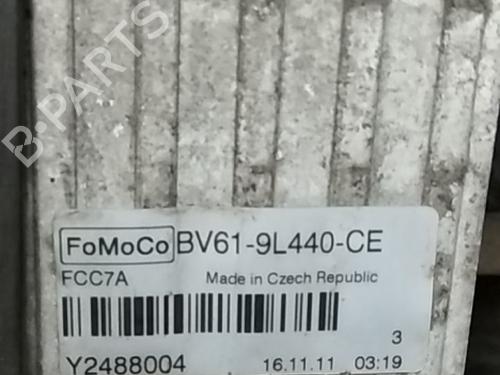 B-PARTS
FoMoCo BV61-9L440-CE
FCC7A Made in Czech Republic
3
Y2488004 16.11.11 03:19